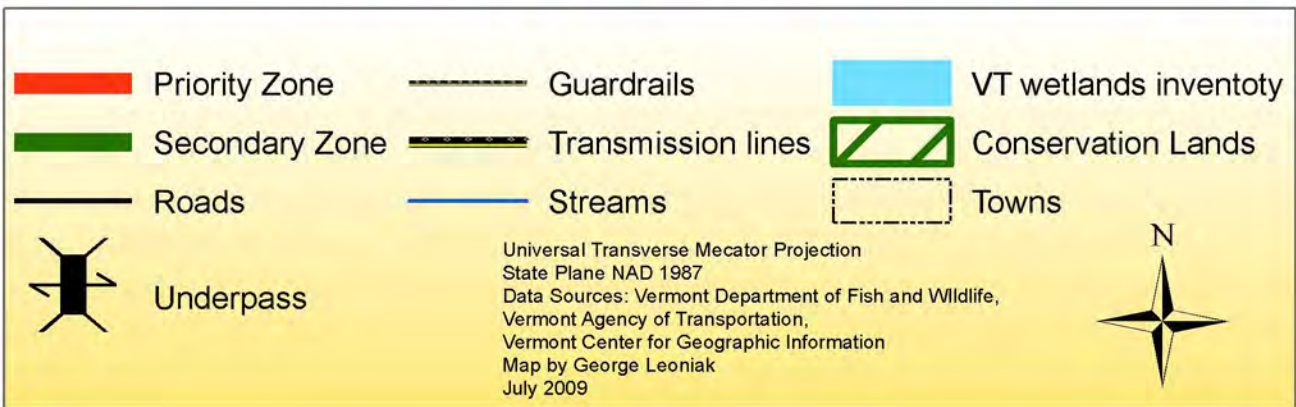 Priority Zone
Secondary Zone
Roads
Underpass
Guardrails
Transmission lines
Streams
VT wetlands inventoty
Conservation Lands
Towns
Universal Transverse Mecator Projection
State Plane NAD 1987
Data Sources: Vermont Department of Fish and WIldlife,
Vermont Agency of Transportation,
Vermont Center for Geographic Information
Map by George Leoniak
July 2009
N